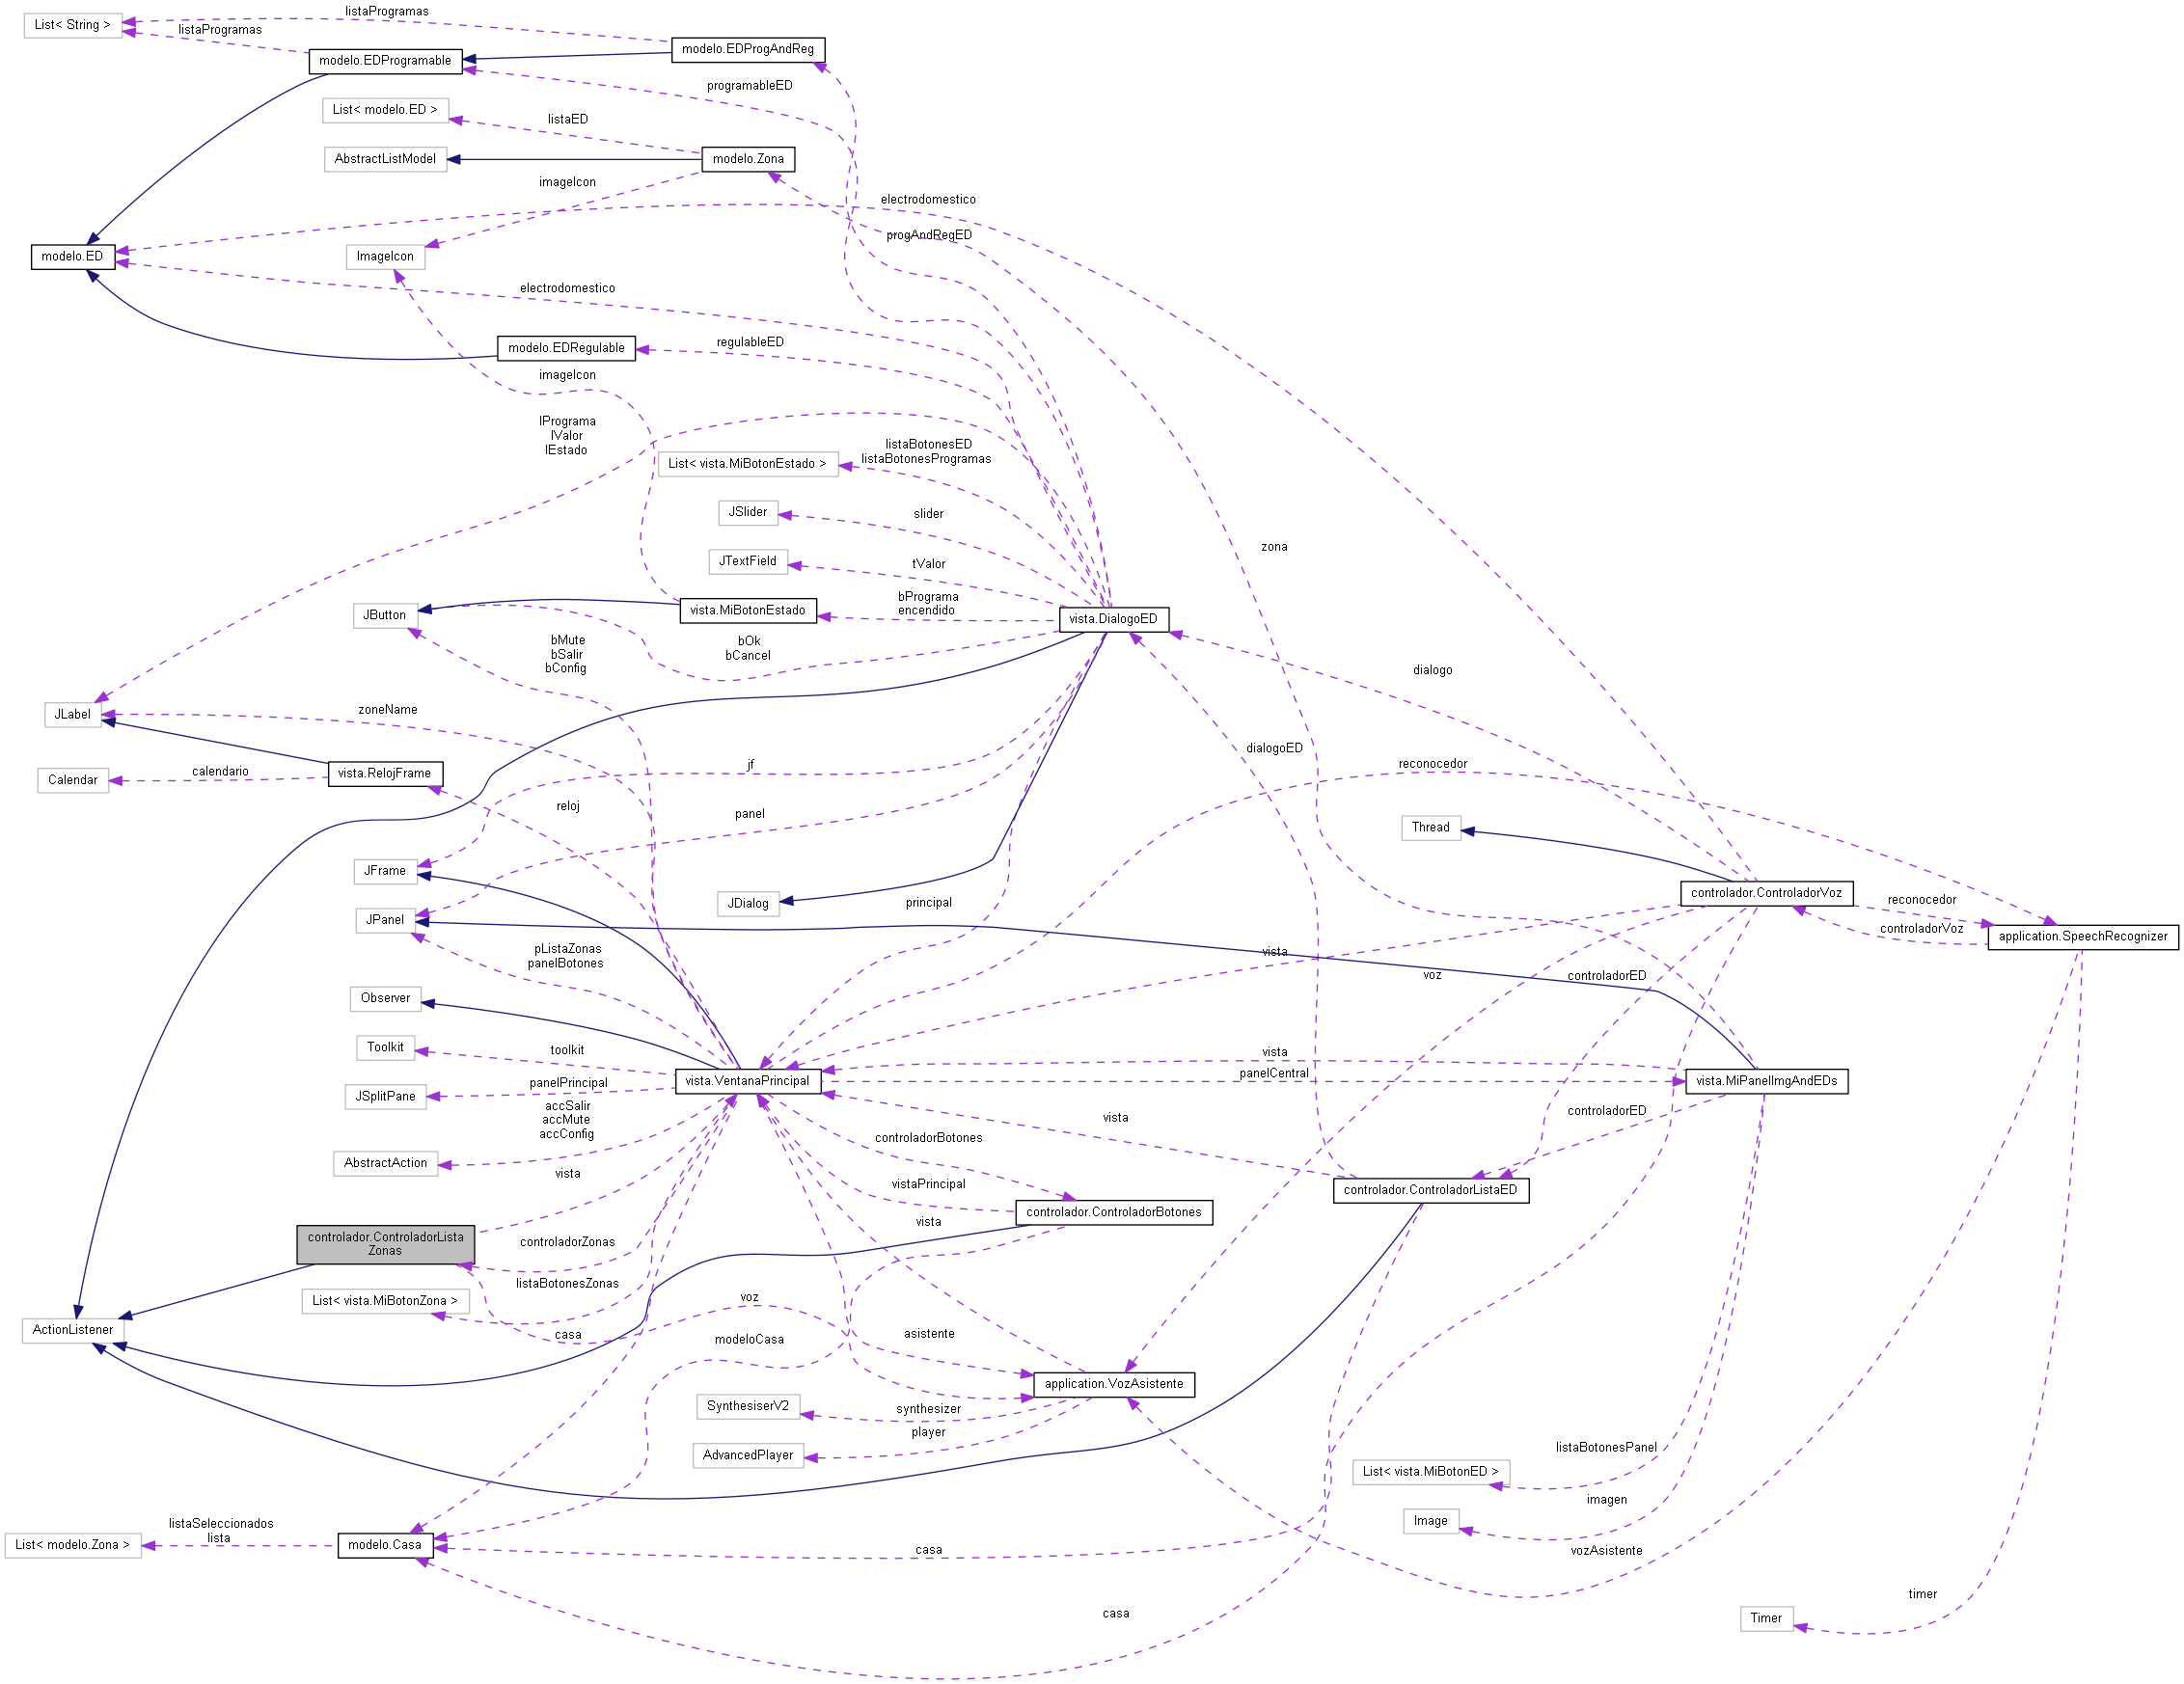 listaProgramas
List< String >
listaProgramas
modelo.EDProgAndReg
modelo.EDProgramable
programableED
List< modelo.ED >
listaED
AbstractListModel
modelo.Zona
imageIcon
electrodomestico
progAndRegED
modelo.ED
ImageIcon
electrodomestico
regulableED
modelo.EDRegulable
imageIcon
lPrograma
lValor
lEstado
listaBotonesED
listaBotonesProgramas
List< vista.MiBotonEstado >
JSlider
slider
zona
JTextField
tValor
bPrograma
encendido
JButton
vista.MiBotonEstado
vista.DialogoED
bMute
bSalir
bConfig
bOk
bCancel
dialogo
JLabel
zoneName
dialogoED
reconocedor
jf
Calendar
calendario
vista.RelojFrame
reloj
panel
Thread
JFrame
controlador.ControladorVoz
JPanel
JDialog
principal
reconocedor
controladorVoz
application.SpeechRecognizer
pListaZonas
panelBotones
vista
voz
controladorED
Observer
Toolkit
toolkit
vista
panelCentral
vista.VentanaPrincipal
vista.MiPanelImgAndEDs
JSplitPane
panelPrincipal
accSalir
accMute
accConfig
vista
controladorED
controladorBotones
AbstractAction
vista
vistaPrincipal
controlador.ControladorListaED
controlador.ControladorBotones
vista
controlador.ControladorLista
Zonas
controladorZonas
listaBotonesZonas
List< vista.MiBotonZona >
voz
ActionListener
casa
modeloCasa
asistente
application.VozAsistente
SynthesiserV2
synthesizer
player
AdvancedPlayer
listaBotonesPanel
List< vista.MiBotonED >
imagen
Image
listaSeleccionados
lista
List< modelo.Zona >
modelo.Casa
casa
vozAsistente
casa
timer
Timer